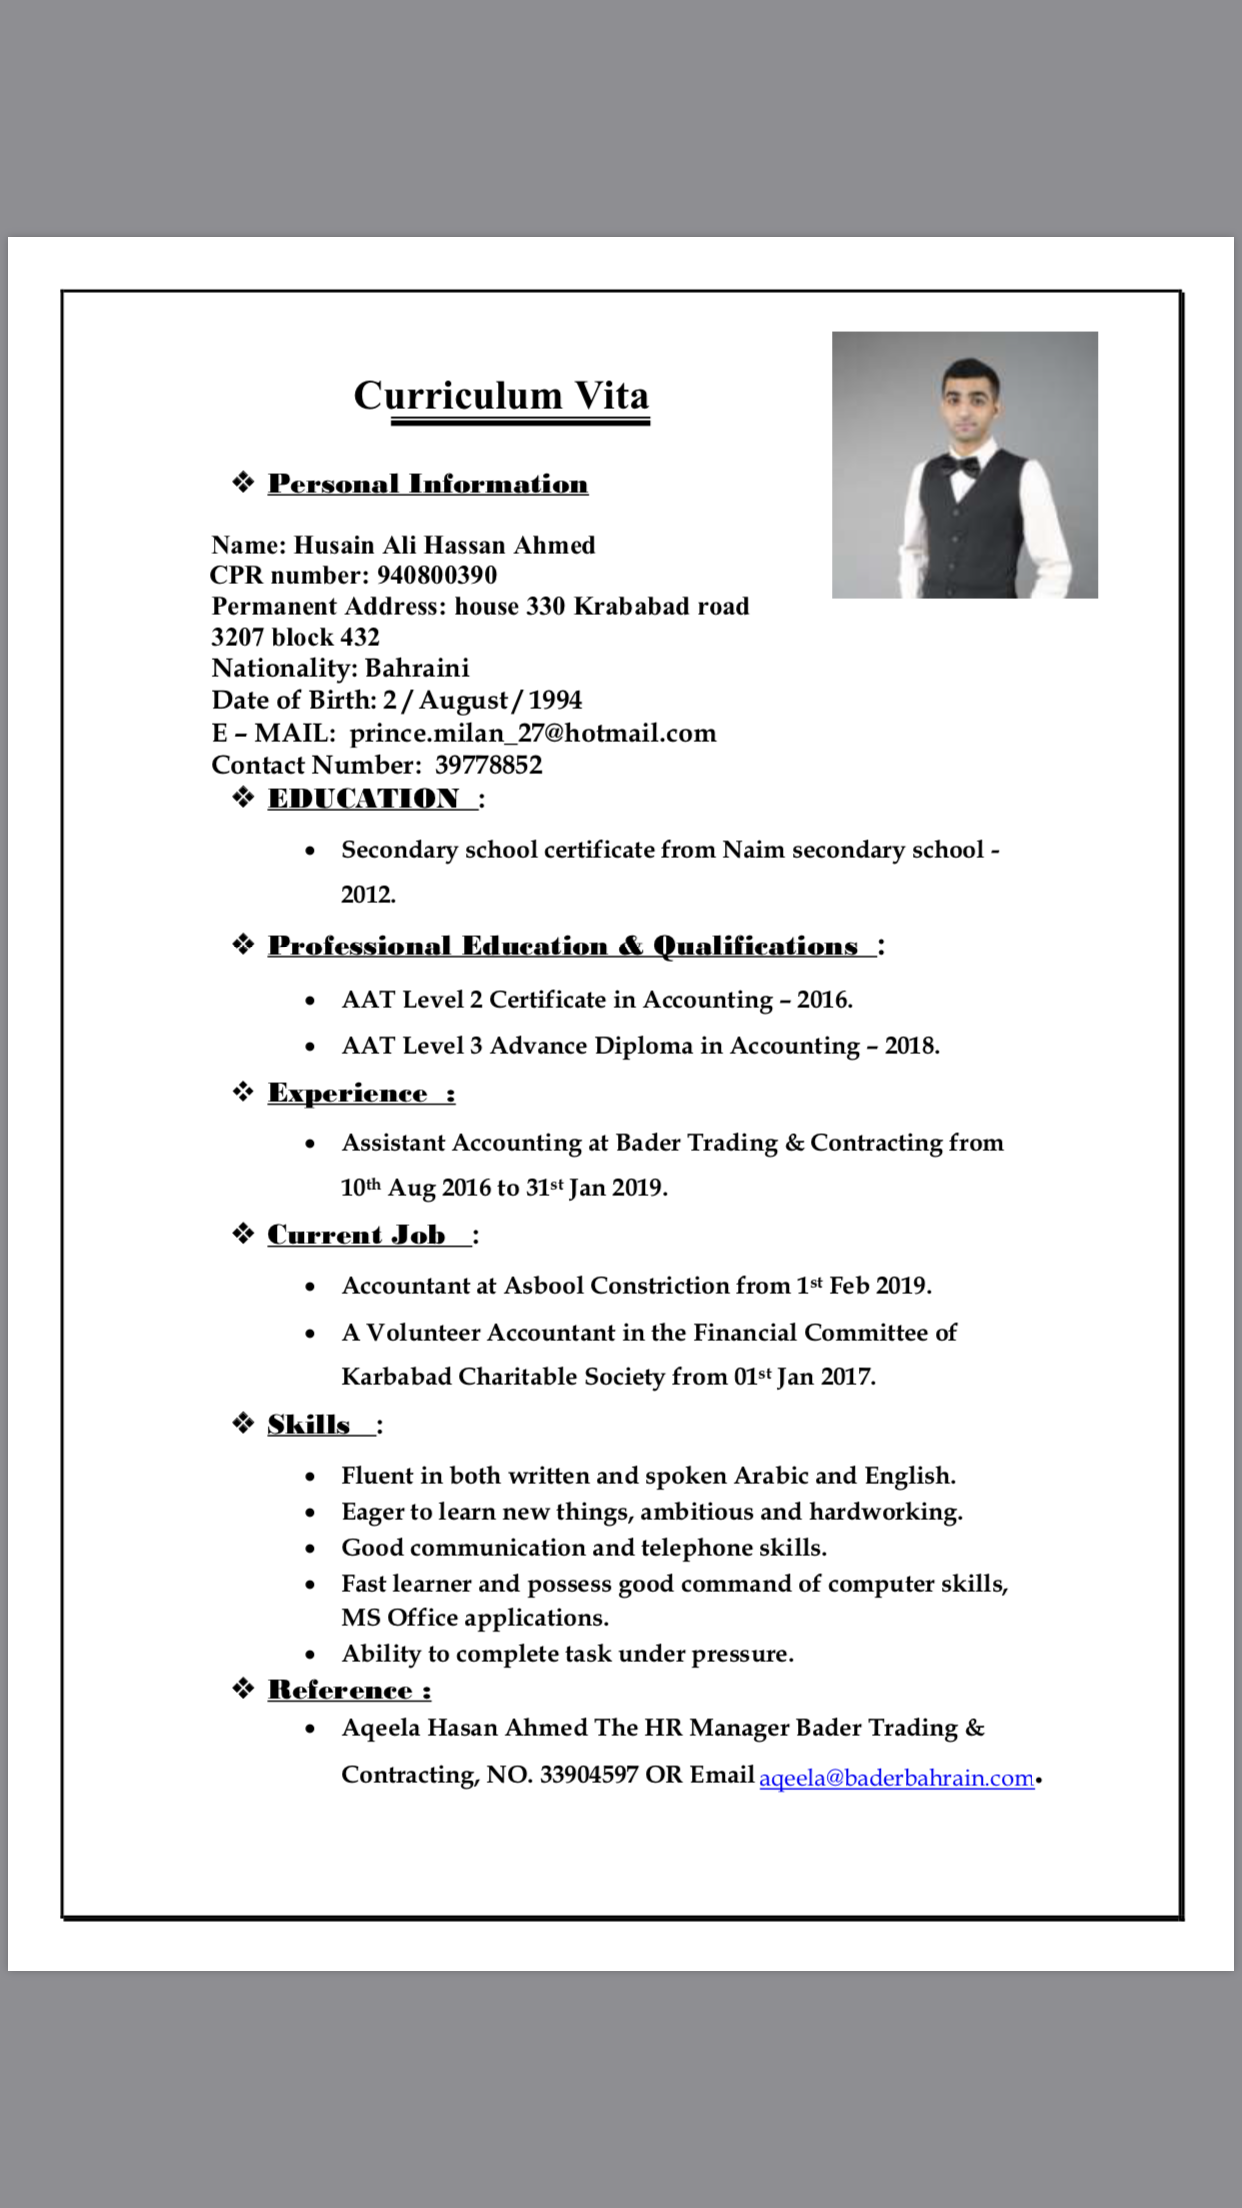 Curriculum Vita
❖ Personal Information
Name: Husain Ali Hassan Ahmed
CPR number: 940800390
Permanent Address: house 330 Krababad road
3207 block 432
Nationality: Bahraini
Date of Birth: 2 / August / 1994
E – MAIL: prince.milan_27@hotmail.com
Contact Number: 39778852
❖ EDUCATION :
• Secondary school certificate from Naim secondary school -
2012.
❖ Professional Education & Qualifications :
• AAT Level 2 Certificate in Accounting – 2016.
• AAT Level 3 Advance Diploma in Accounting – 2018.
❖ Experience :
• Assistant Accounting at Bader Trading & Contracting from
10th Aug 2016 to 31st Jan 2019.
❖ Current Job :
• Accountant at Asbool Constriction from 1st Feb 2019.
• A Volunteer Accountant in the Financial Committee of
Karbabad Charitable Society from 01st Jan 2017.
❖ Skills :
• Fluent in both written and spoken Arabic and English.
• Eager to learn new things, ambitious and hardworking.
• Good communication and telephone skills.
• Fast learner and possess good command of computer skills,
MS Office applications.
• Ability to complete task under pressure.
❖ Reference :
• Aqeela Hasan Ahmed The HR Manager Bader Trading &
Contracting, NO. 33904597 OR Email aqeela@baderbahrain.com.